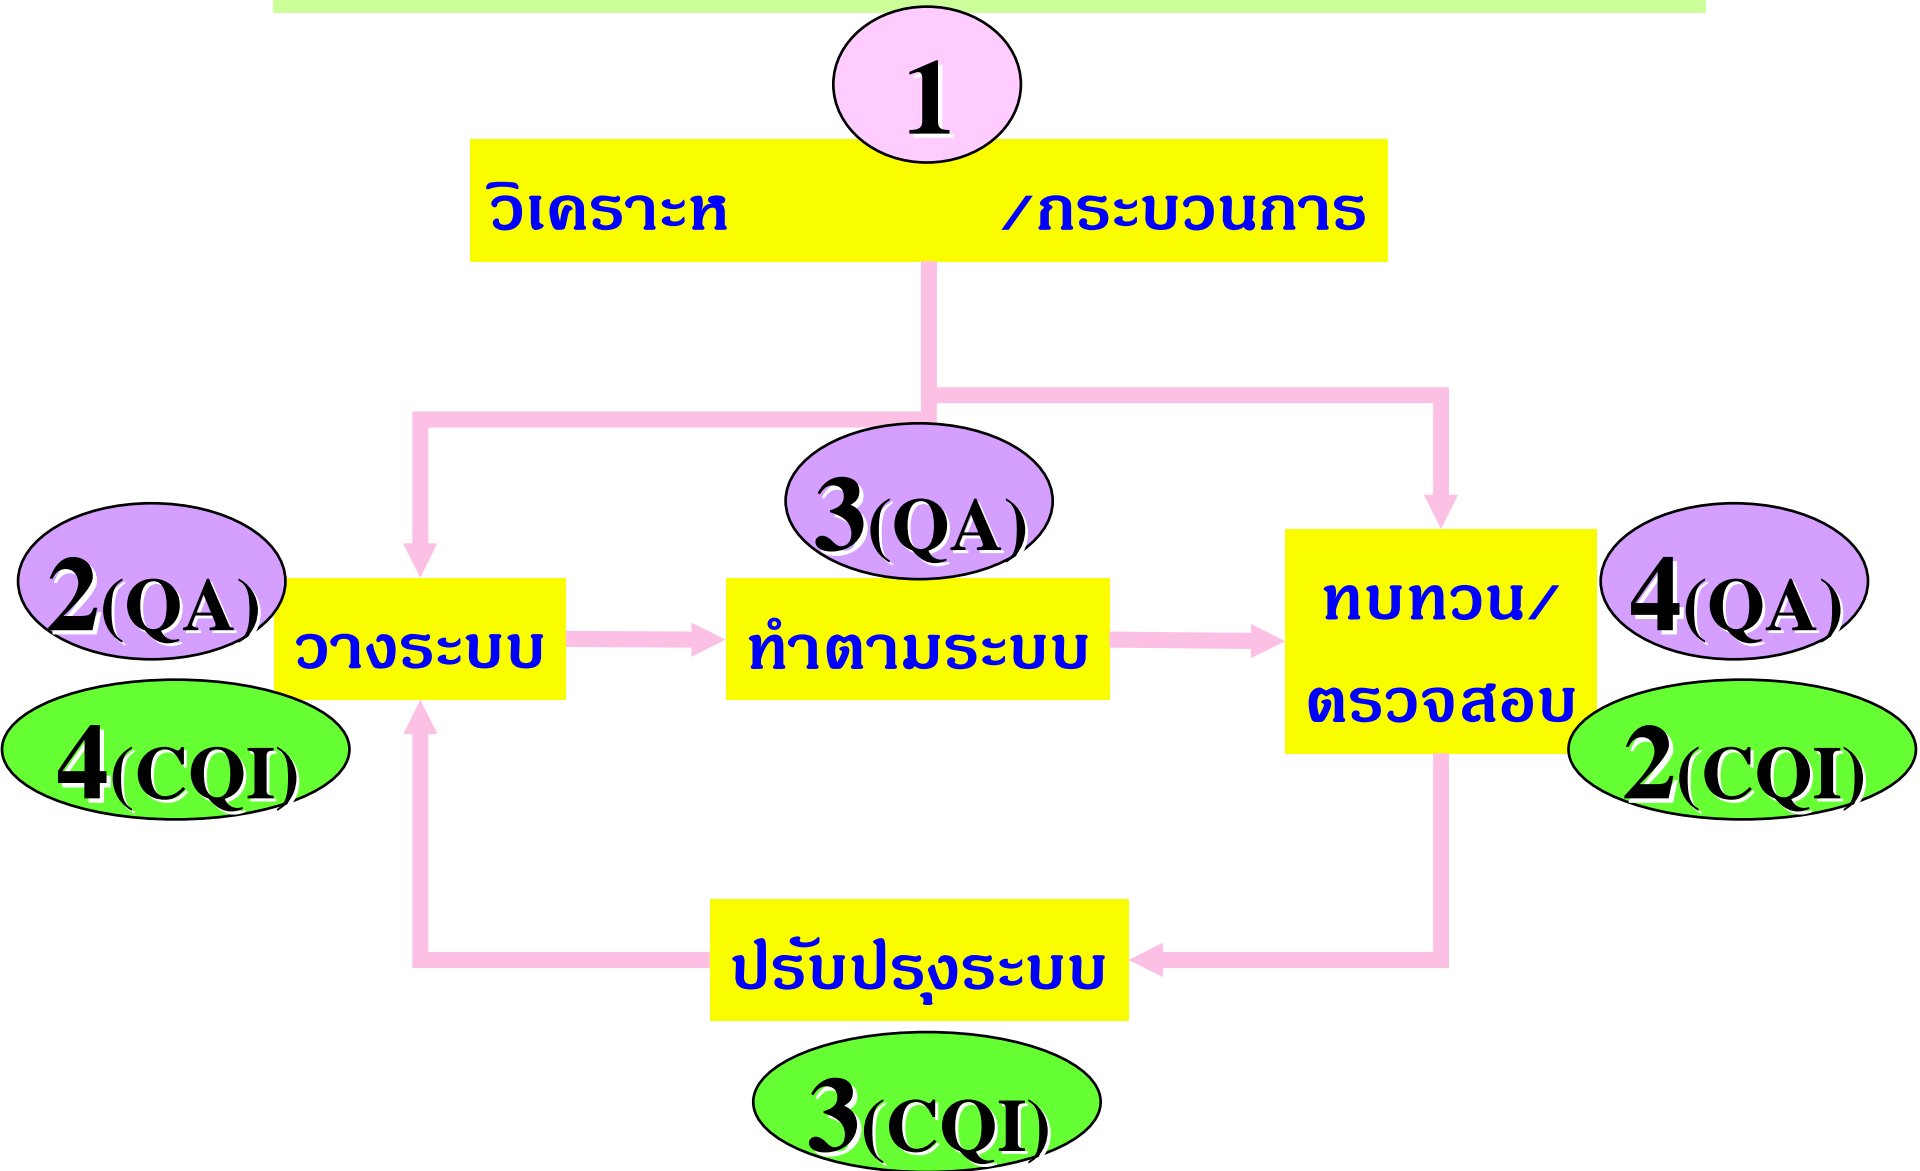 1
วิเคราะห /กระบวนการ
3(QA)
2(QA)
4(QA)
วางระบบ
ทำตามระบบ
ทบทวน/
ตรวจสอบ
4(CQI)
2(CQI)
ปรับปรุงระบบ
3(CQI)